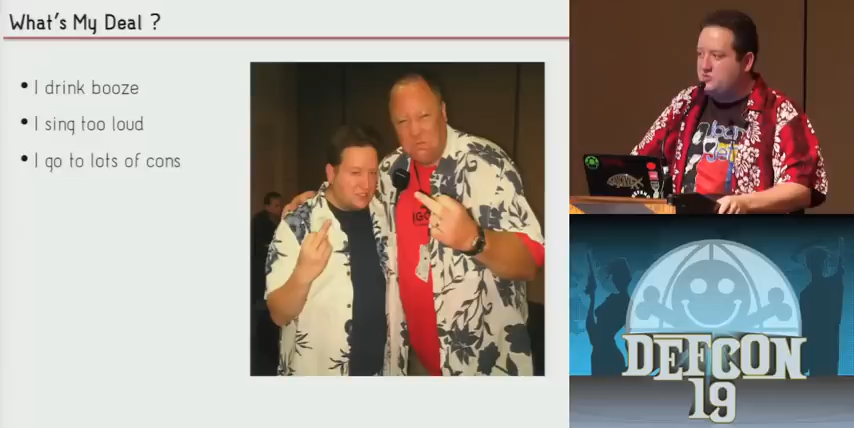 What's My Deal ?
• I drink booze
• I sing too loud
• I go to lots of cons
DEFCON
19